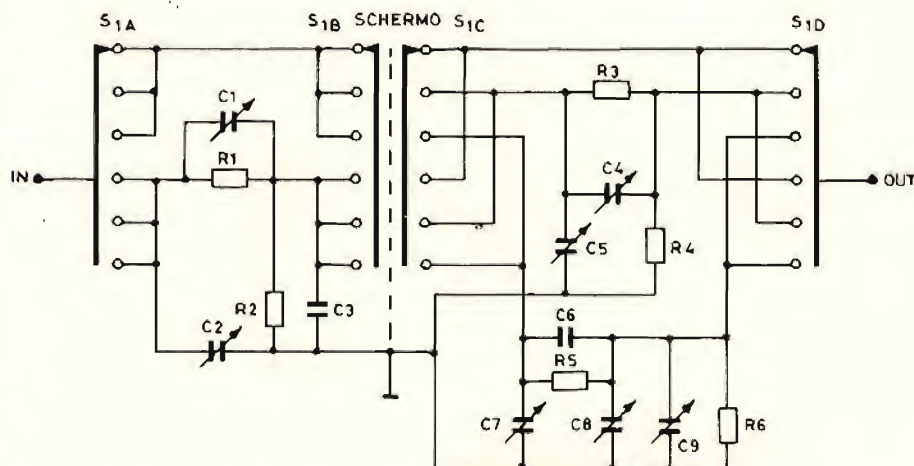 S1A S1B SCHERMO S1C S1D
R3
C1
R1
IN OUT
C4
C5 R4
R2 C3
C2
C6
R5
C7 C8 C9 R6